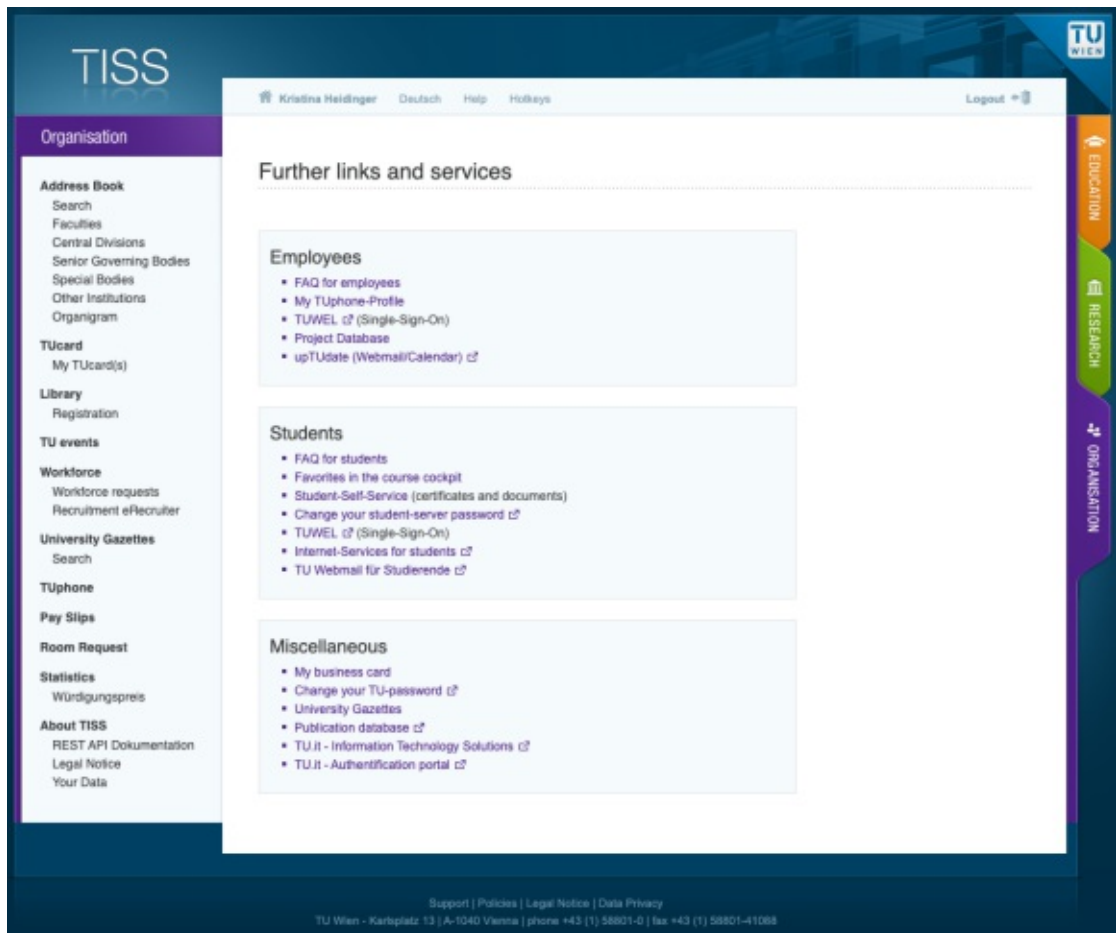 TISS
TU
WIEN
Kristina Heidinger Deutsch Help Hotkeys Logout
Organisation
Address Book
Search
Faculties
Central Divisions
Senior Governing Bodies
Special Bodies
Other Institutions
Organigram
TUcard
My TUcard(s)
Library
Registration
TU events
Workforce
Workforce requests
Recruitment eRecruiter
University Gazettes
Search
TUphone
Pay Slips
Room Request
Statistics
Würdigungspreis
About TISS
REST API Dokumentation
Legal Notice
Your Data
Further links and services
Employees
FAQ for employees
My TUphone-Profile
TUWEL (Single-Sign-On)
Project Database
upTUdate (Webmail/Calendar)
Students
FAQ for students
Favorites in the course cockpit
Student-Self-Service (certificates and documents)
Change your student-server password
TUWEL (Single-Sign-On)
Internet-Services for students
TU Webmail für Studierende
Miscellaneous
My business card
Change your TU-password
University Gazettes
Publication database
TU.it - Information Technology Solutions
TU.it - Authentification portal
EDUCATION
RESEARCH
ORGANISATION
Support | Policies | Legal Notice | Data Privacy
TU Wien - Karlsplatz 13 | A-1040 Vienna | phone +43 (1) 58801-0 | fax +43 (1) 58801-41088